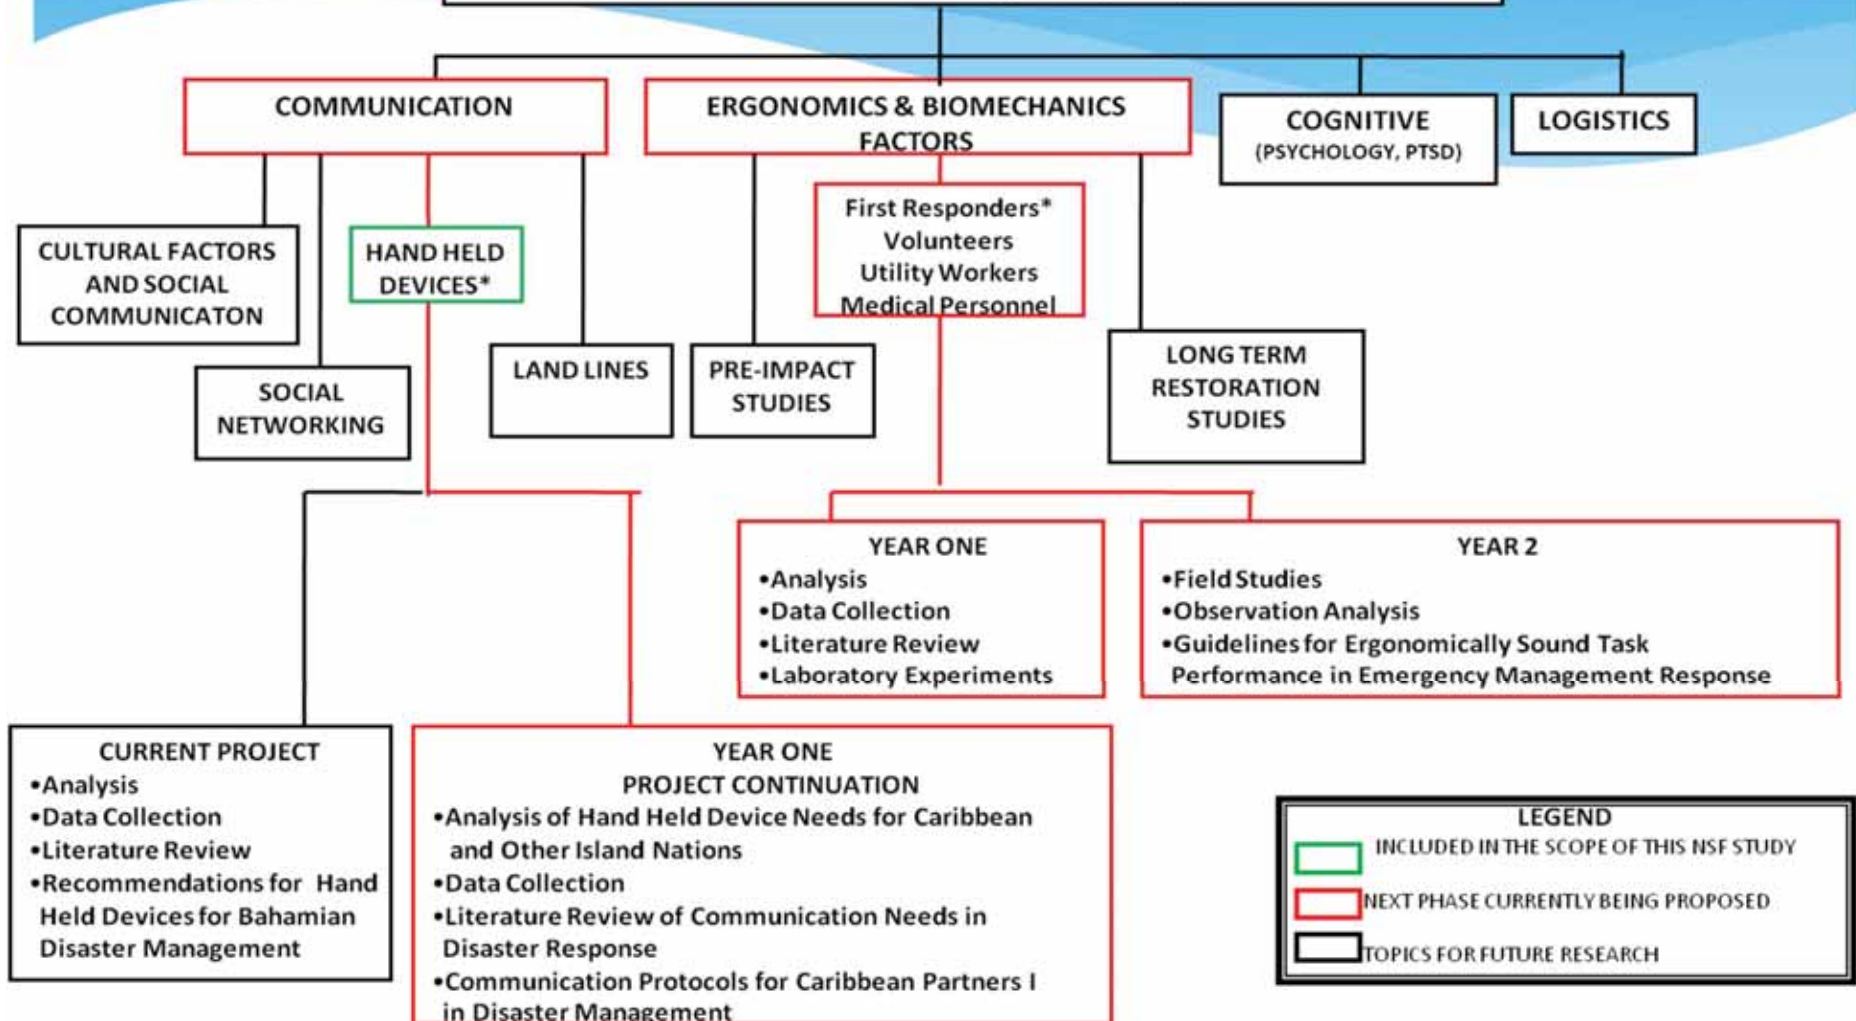 COMMUNICATION
ERGONOMICS & BIOMECHANICS
FACTORS
COGNITIVE
(PSYCHOLOGY, PTSD)
LOGISTICS
CULTURAL FACTORS
AND SOCIAL
COMMUNICATON
SOCIAL
NETWORKING
HAND HELD
DEVICES*
LAND LINES
First Responders*
Volunteers
Utility Workers
Medical Personnel
PRE-IMPACT
STUDIES
LONG TERM
RESTORATION
STUDIES
YEAR ONE
•Analysis
•Data Collection
•Literature Review
•Laboratory Experiments
YEAR 2
•Field Studies
•Observation Analysis
•Guidelines for Ergonomically Sound Task
Performance in Emergency Management Response
CURRENT PROJECT
•Analysis
•Data Collection
•Literature Review
•Recommendations for Hand
Held Devices for Bahamian
Disaster Management
YEAR ONE
PROJECT CONTINUATION
•Analysis of Hand Held Device Needs for Caribbean
and Other Island Nations
•Data Collection
•Literature Review of Communication Needs in
Disaster Response
•Communication Protocols for Caribbean Partners I
in Disaster Management
LEGEND
INCLUDED IN THE SCOPE OF THIS NSF STUDY
NEXT PHASE CURRENTLY BEING PROPOSED
TOPICS FOR FUTURE RESEARCH